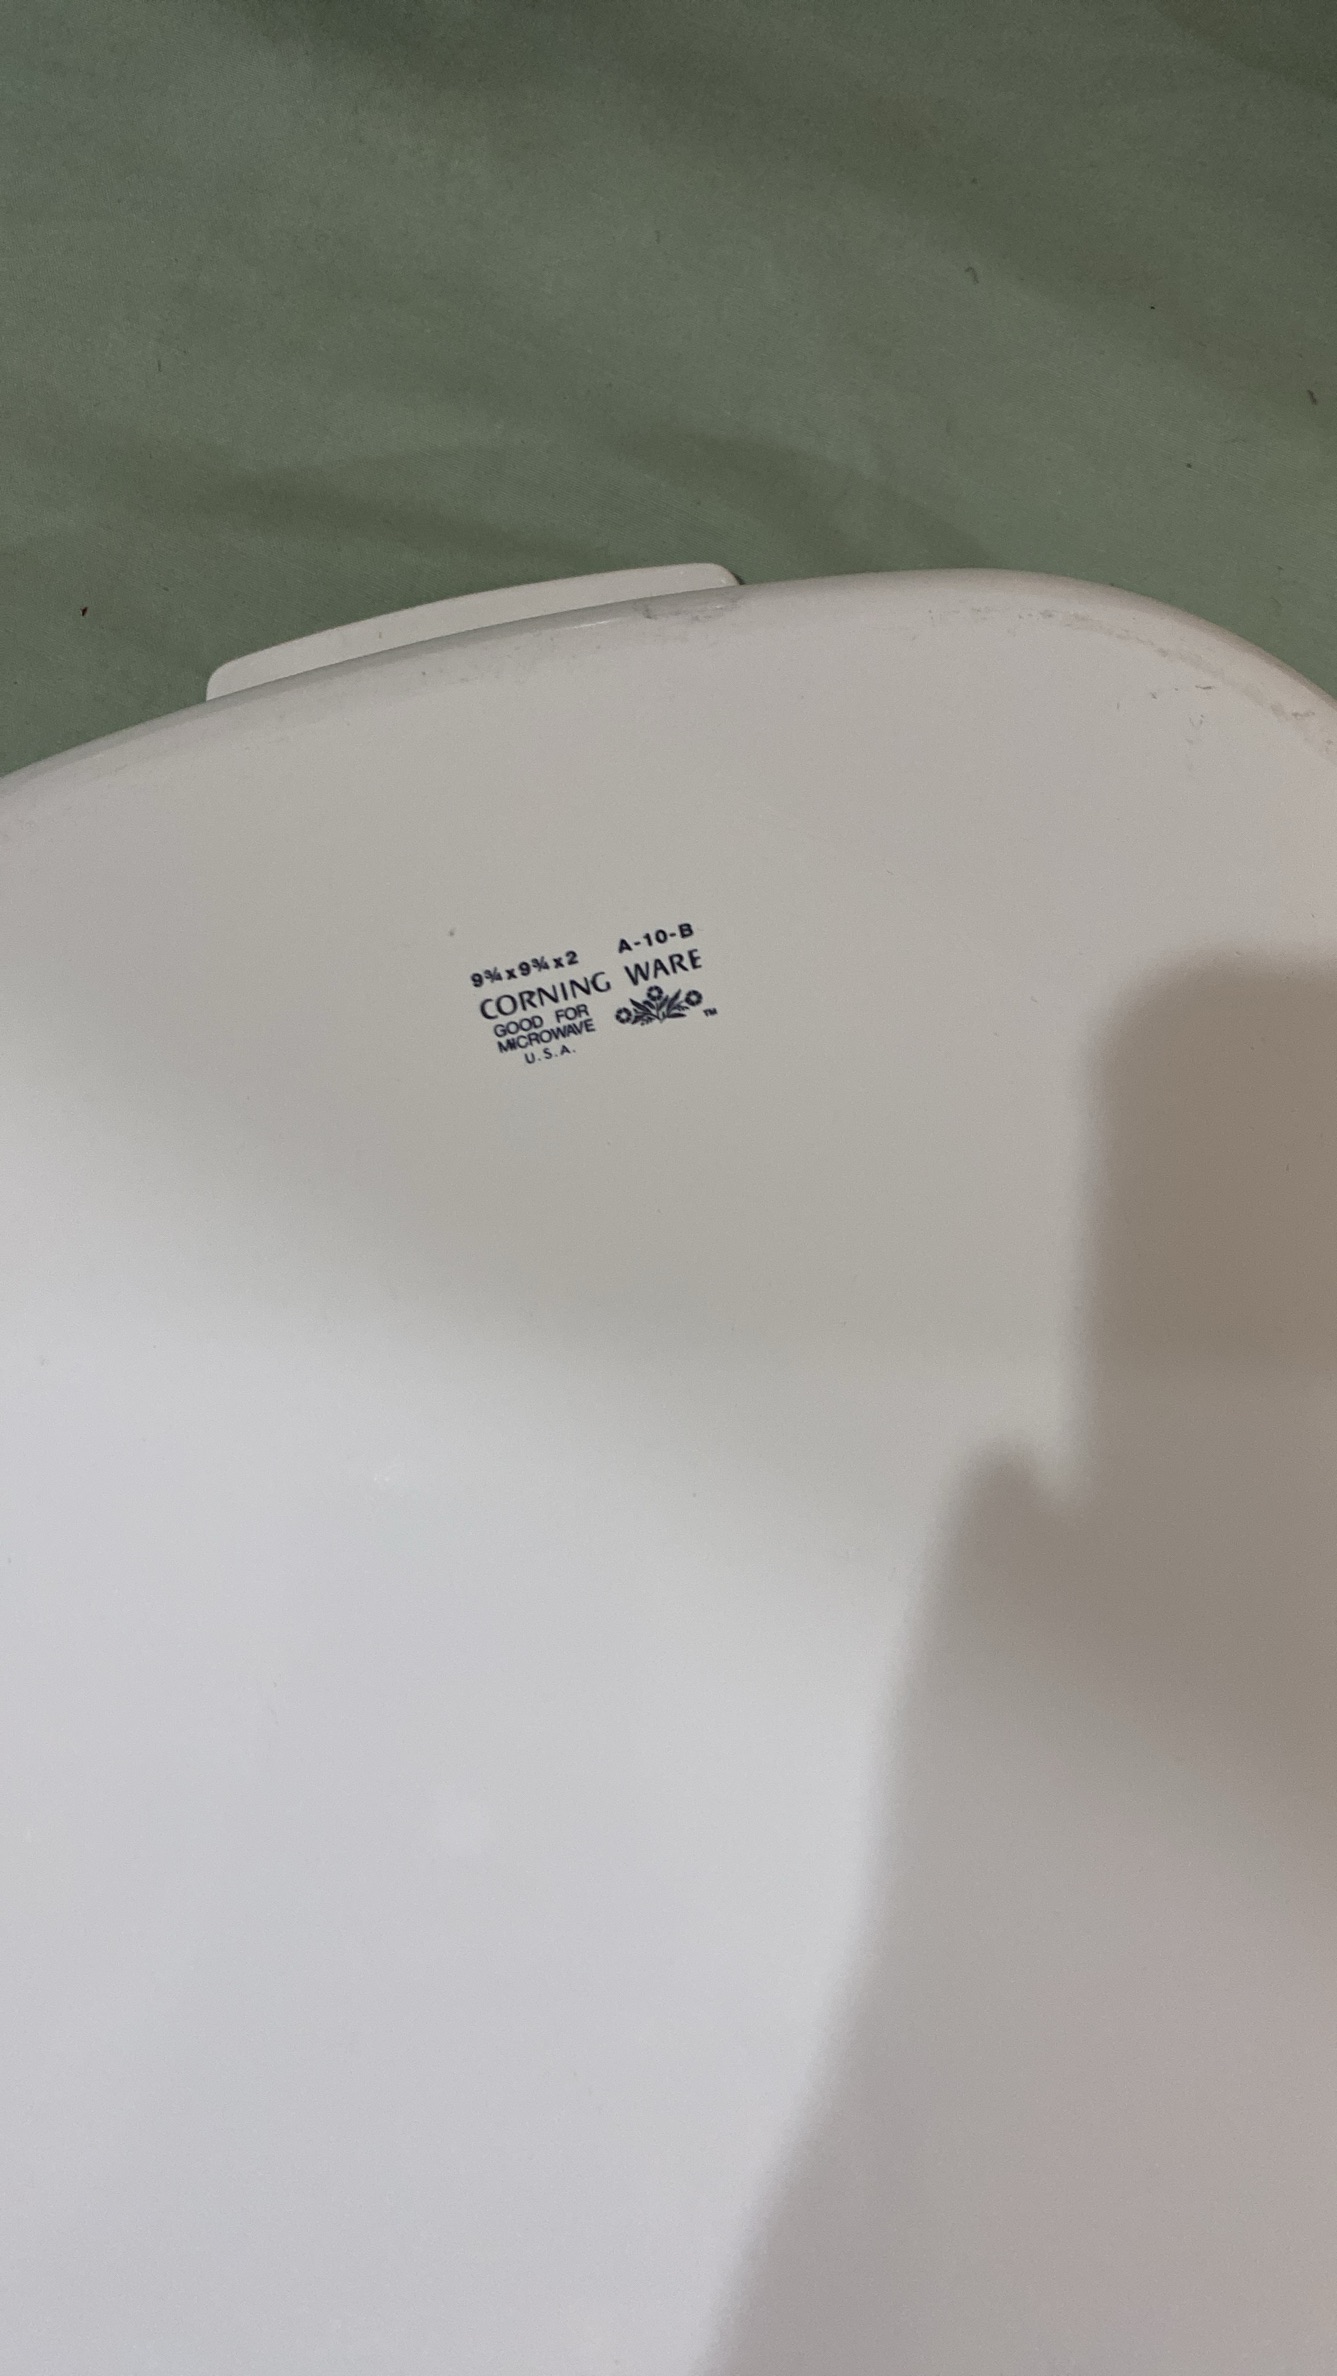 9¾ x 9¾ x 2 A-10-B
CORNING WARE
GOOD FOR
MICROWAVE
U.S.A.
TM